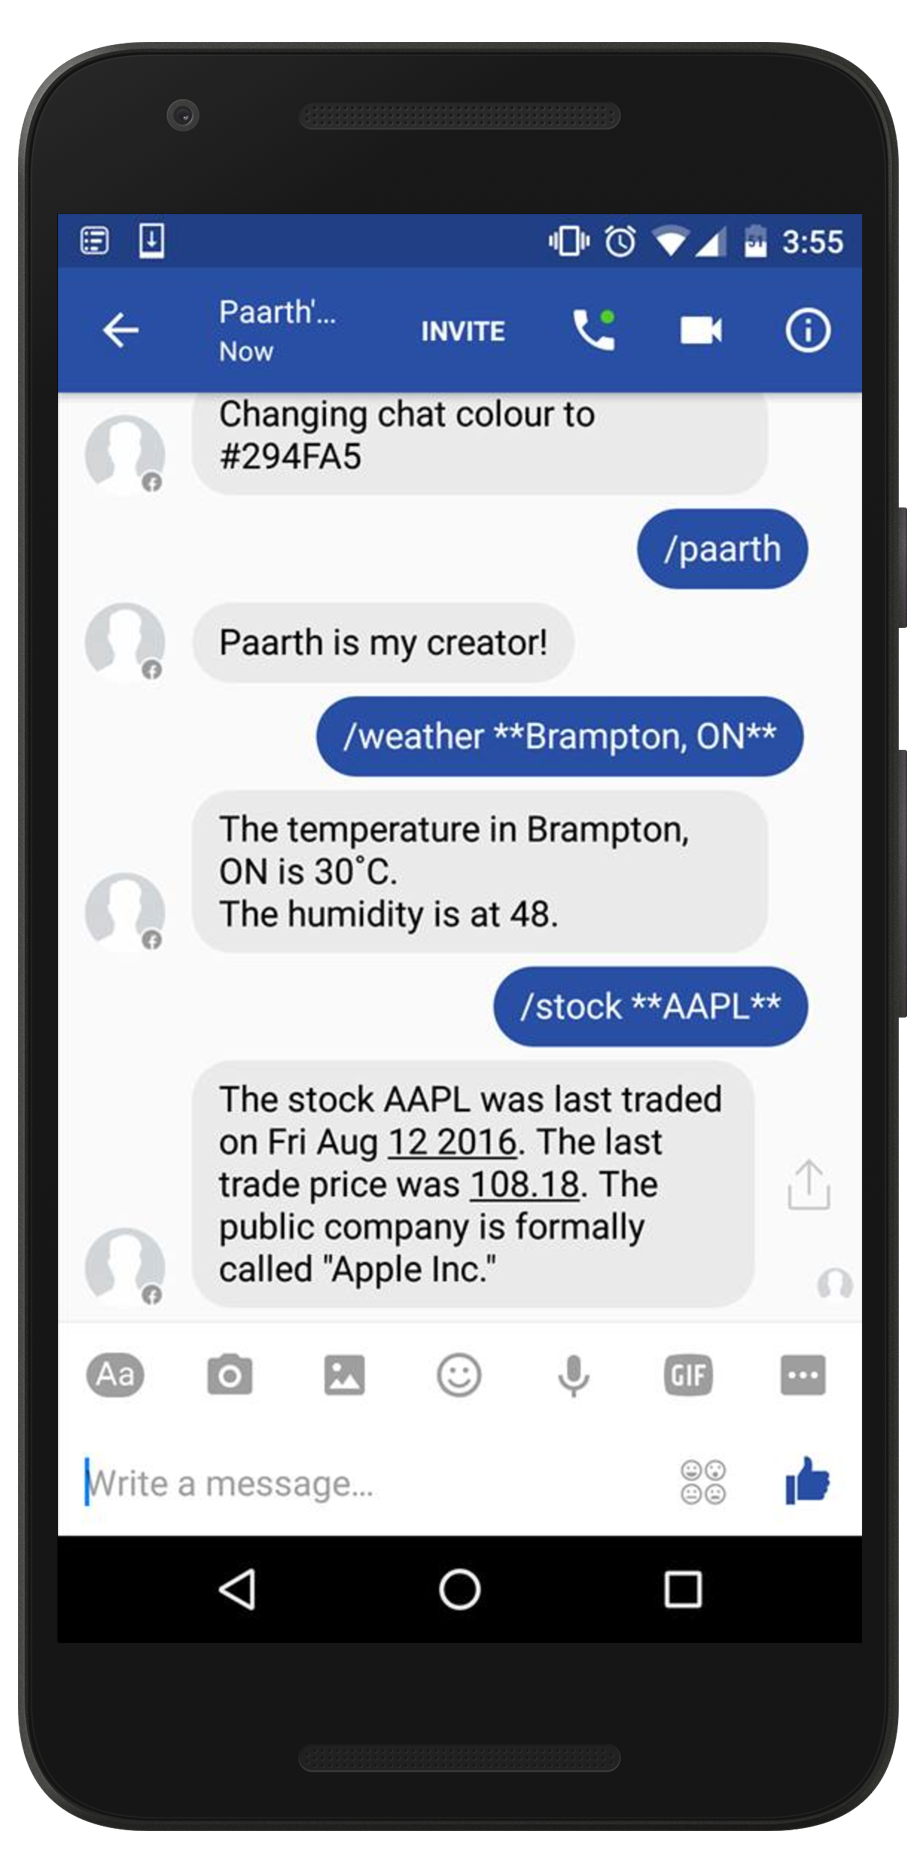 3:55
Paarth'...
Now
INVITE
Changing chat colour to
#294FA5
/paarth
Paarth is my creator!
/weather **Brampton, ON**
The temperature in Brampton,
ON is 30°C.
The humidity is at 48.
/stock **AAPL**
The stock AAPL was last traded
on Fri Aug 12 2016. The last
trade price was 108.18. The
public company is formally
called "Apple Inc."
Aa
GIF
Write a message...